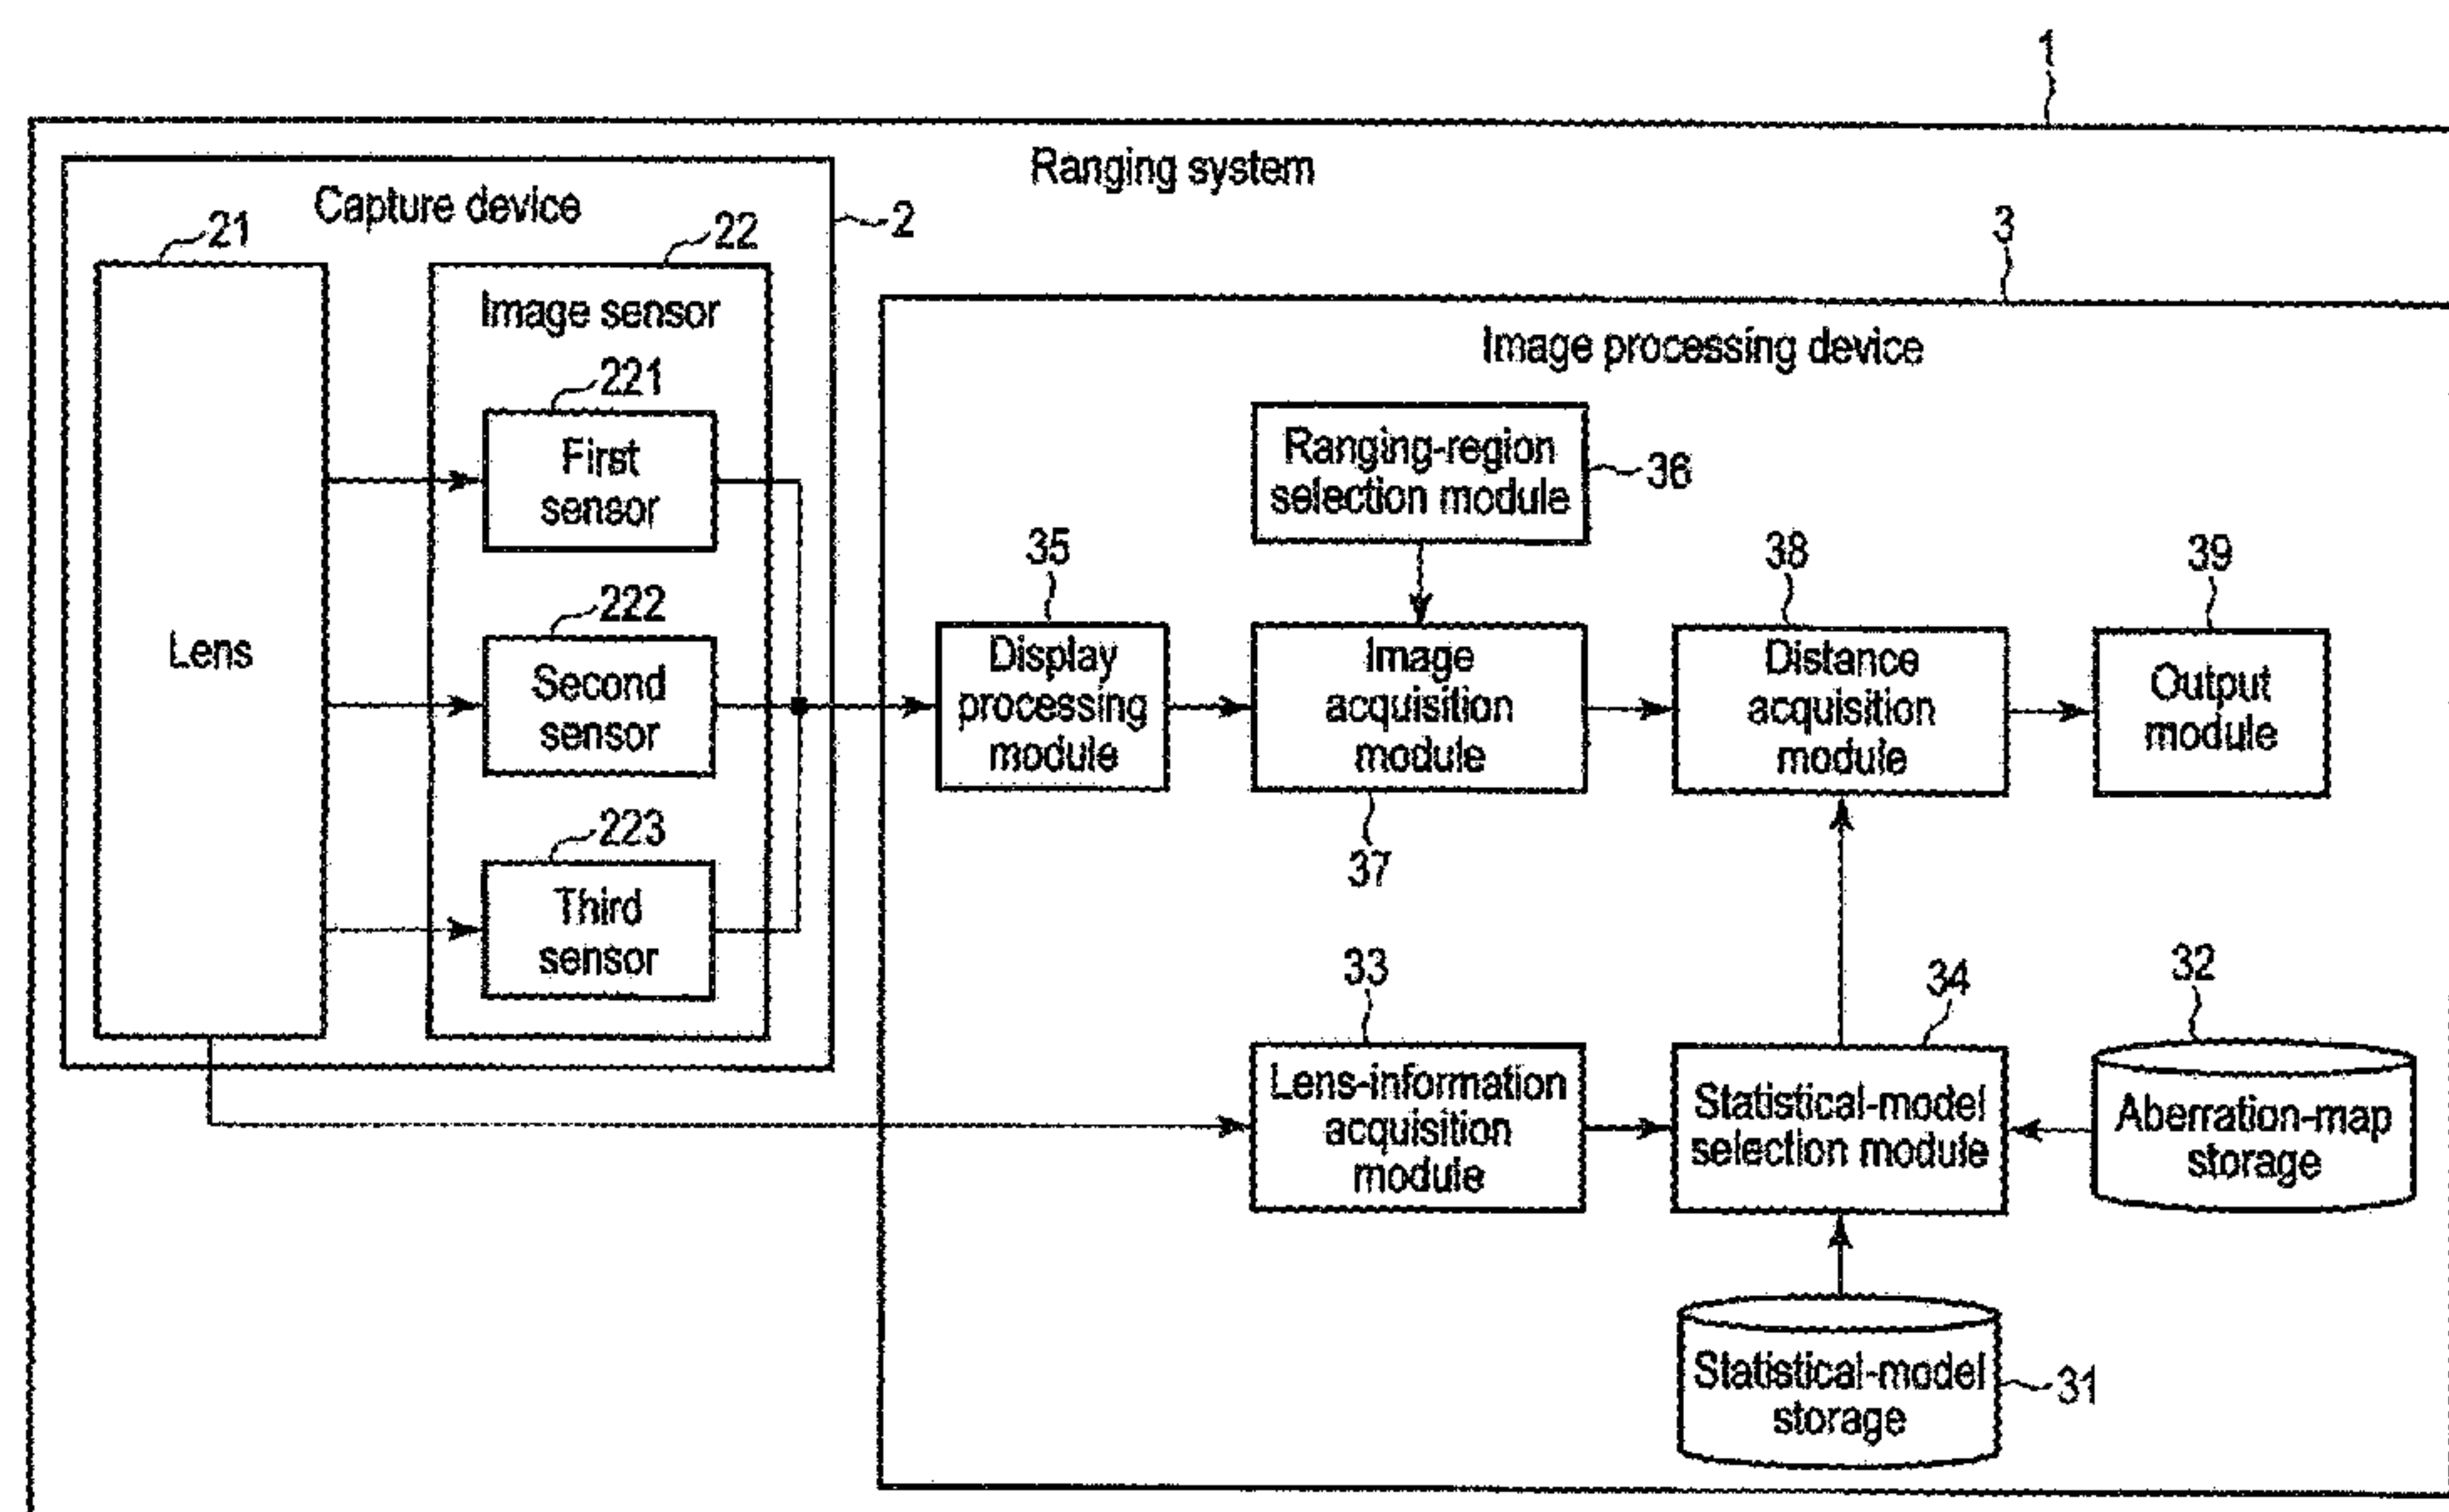 1
Ranging system
Capture device
2
21
22
3
Image sensor
Image processing device
221
First
sensor
Ranging-region
selection module
36
222
35
38
39
Lens
Second
sensor
Display
processing
module
Image
acquisition
module
Distance
acquisition
module
Output
module
223
37
Third
sensor
33
34
32
Lens-information
acquisition
module
Statistical-model
selection module
Aberration-map
storage
Statistical-model
storage
31